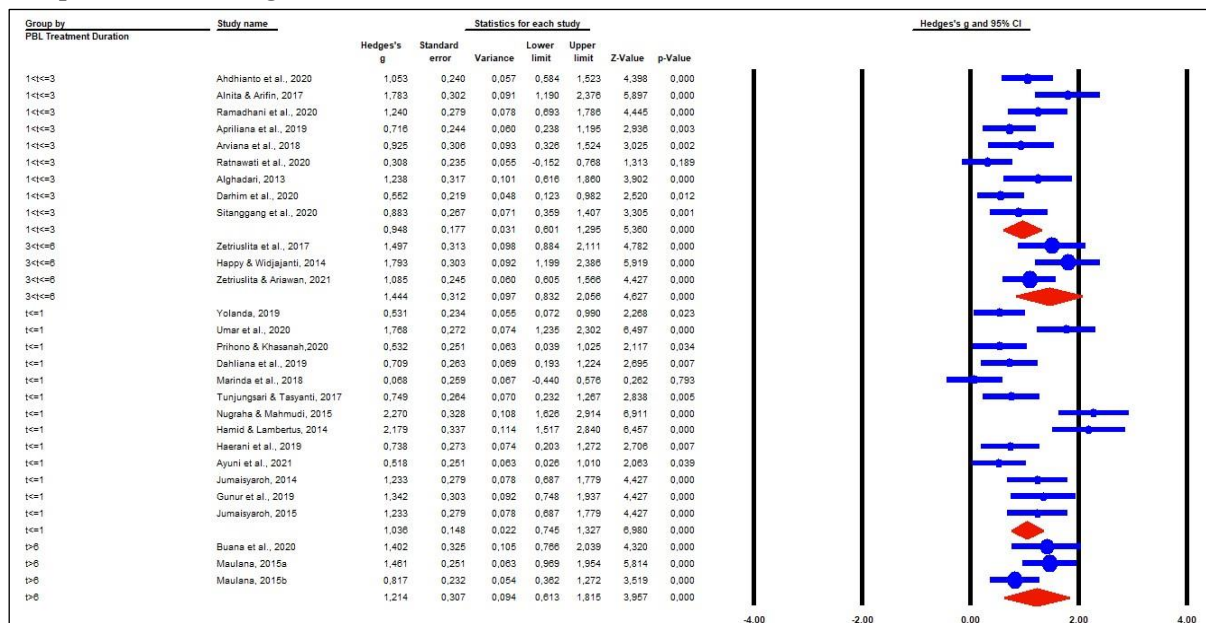 Group by Study name Statistics for each study Hedges's g and 95% CI
PBL Treatment Duration
Hedges's Standard Lower Upper
g error Variance limit limit Z-Value p-Value
1<t<=3 Ahdhianto et al., 2020 1,053 0,240 0,057 0,584 1,523 4,398 0,000
1<t<=3 Alnita & Arifin, 2017 1,783 0,302 0,091 1,190 2,376 5,897 0,000
1<t<=3 Ramadhani et al., 2020 1,240 0,279 0,078 0,693 1,786 4,445 0,000
1<t<=3 Apriliana et al., 2019 0,716 0,244 0,060 0,238 1,195 2,936 0,003
1<t<=3 Arviana et al., 2018 0,925 0,306 0,093 0,326 1,524 3,025 0,002
1<t<=3 Ratnawati et al., 2020 0,308 0,235 0,055 -0,152 0,768 1,313 0,189
1<t<=3 Alghadari, 2013 1,238 0,317 0,101 0,616 1,860 3,902 0,000
1<t<=3 Darhim et al., 2020 0,552 0,219 0,048 0,123 0,982 2,520 0,012
1<t<=3 Sitanggang et al., 2020 0,883 0,267 0,071 0,359 1,407 3,305 0,001
1<t<=3 0,948 0,177 0,031 0,601 1,295 5,360 0,000
3<t<=6 Zetriuslita et al., 2017 1,497 0,313 0,098 0,884 2,111 4,782 0,000
3<t<=6 Happy & Widjajanti, 2014 1,793 0,303 0,092 1,199 2,386 5,919 0,000
3<t<=6 Zetriuslita & Ariawan, 2021 1,085 0,245 0,060 0,605 1,566 4,427 0,000
3<t<=6 1,444 0,312 0,097 0,832 2,056 4,627 0,000
t<=1 Yolanda, 2019 0,531 0,234 0,055 0,072 0,990 2,268 0,023
t<=1 Umar et al., 2020 1,768 0,272 0,074 1,235 2,302 6,497 0,000
t<=1 Prihono & Khasanah,2020 0,532 0,251 0,063 0,039 1,025 2,117 0,034
t<=1 Dahliana et al., 2019 0,709 0,263 0,069 0,193 1,224 2,695 0,007
t<=1 Marinda et al., 2018 0,068 0,259 0,067 -0,440 0,576 0,262 0,793
t<=1 Tunjungsari & Tasyanti, 2017 0,749 0,264 0,070 0,232 1,267 2,838 0,005
t<=1 Nugraha & Mahmudi, 2015 2,270 0,328 0,108 1,626 2,914 6,911 0,000
t<=1 Hamid & Lambertus, 2014 2,179 0,337 0,114 1,517 2,840 6,457 0,000
t<=1 Haerani et al., 2019 0,738 0,273 0,074 0,203 1,272 2,706 0,007
t<=1 Ayuni et al., 2021 0,518 0,251 0,063 0,026 1,010 2,063 0,039
t<=1 Jumaisyaroh, 2014 1,233 0,279 0,078 0,687 1,779 4,427 0,000
t<=1 Gunur et al., 2019 1,342 0,303 0,092 0,748 1,937 4,427 0,000
t<=1 Jumaisyaroh, 2015 1,233 0,279 0,078 0,687 1,779 4,427 0,000
t<=1 1,036 0,148 0,022 0,745 1,327 6,980 0,000
t>6 Buana et al., 2020 1,402 0,325 0,105 0,766 2,039 4,320 0,000
t>6 Maulana, 2015a 1,461 0,251 0,063 0,969 1,954 5,814 0,000
t>6 Maulana, 2015b 0,817 0,232 0,054 0,362 1,272 3,519 0,000
t>6 1,214 0,307 0,094 0,613 1,815 3,957 0,000
-4.00 -2.00 0.00 2.00 4.00